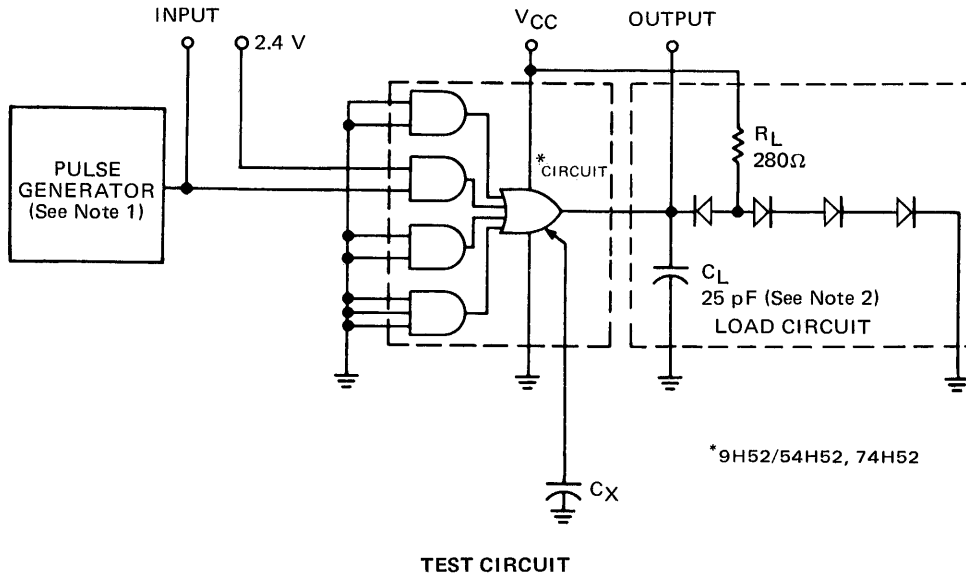 INPUT
2.4 V
VCC
OUTPUT
PULSE
GENERATOR
(See Note 1)
*CIRCUIT
RL
280Ω
CL
25 pF (See Note 2)
LOAD CIRCUIT
*9H52/54H52, 74H52
CX
TEST CIRCUIT